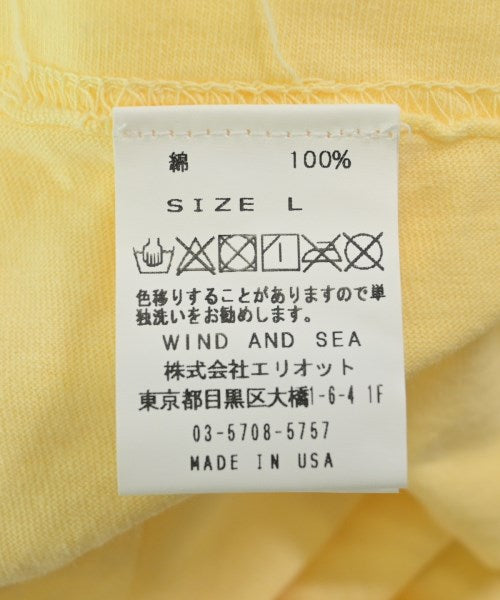 綿 100%
SIZE L
色移りすることがありますので単
独洗いをお勧めします。
WIND AND SEA
株式会社エリオット
東京都目黒区大橋1-6-4 1F
03-5708-5757
MADE IN USA